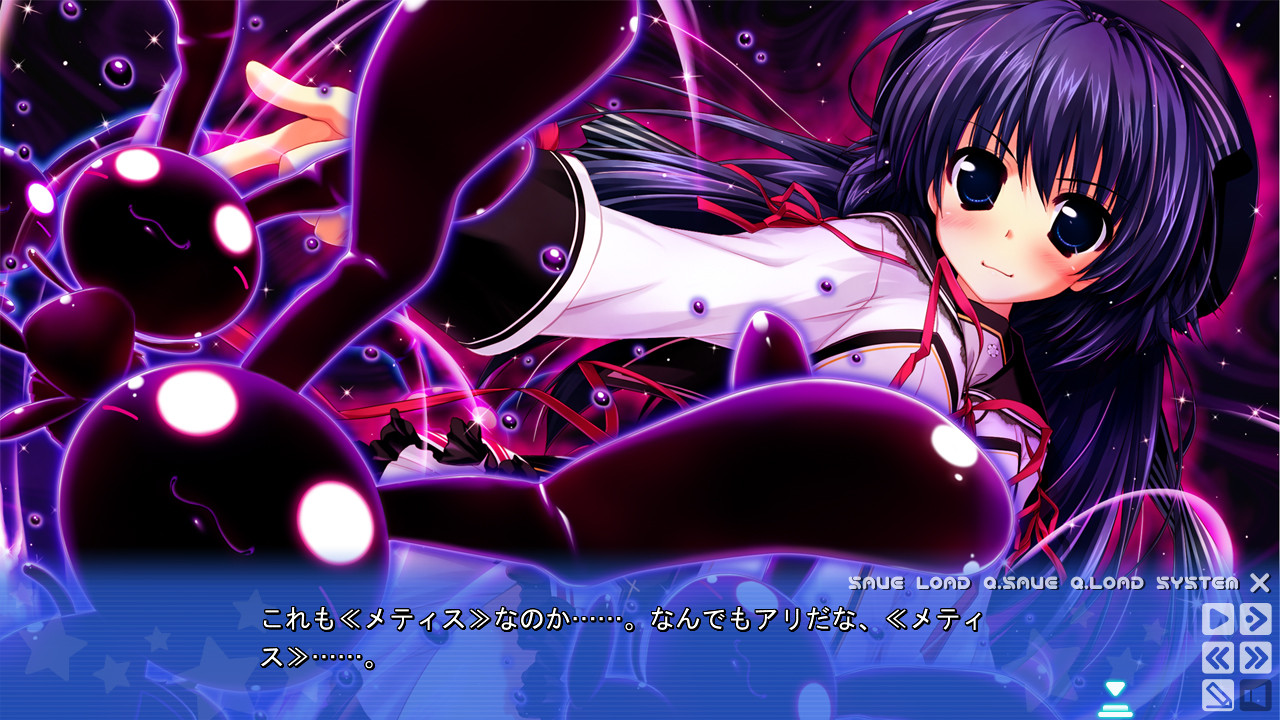 SAVE LOAD Q.SAVE Q.LOAD SYSTEM
これも≪メティス≫なのか……。なんでもアリだな、≪メティ
ス≫……。